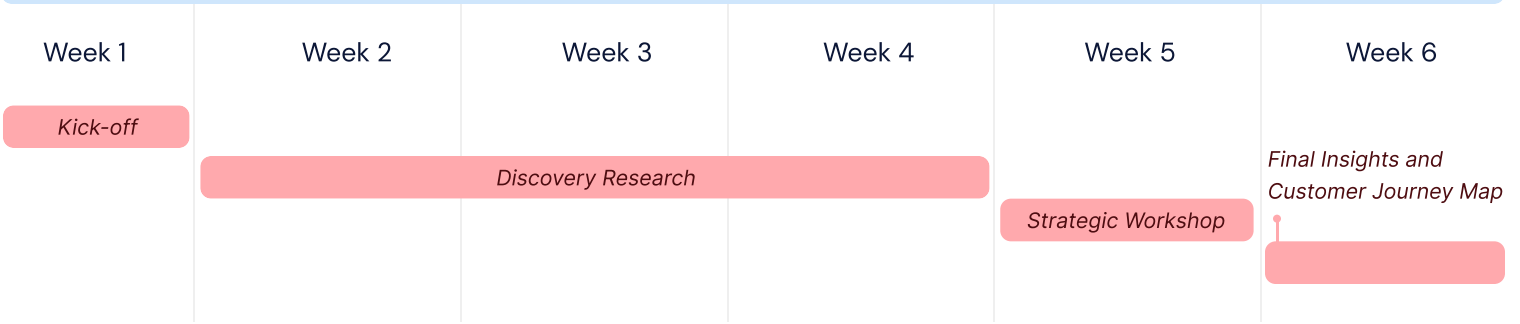 Week 1
Week 2
Week 3
Week 4
Week 5
Week 6
Kick-off
Discovery Research
Strategic Workshop
Final Insights and
Customer Journey Map